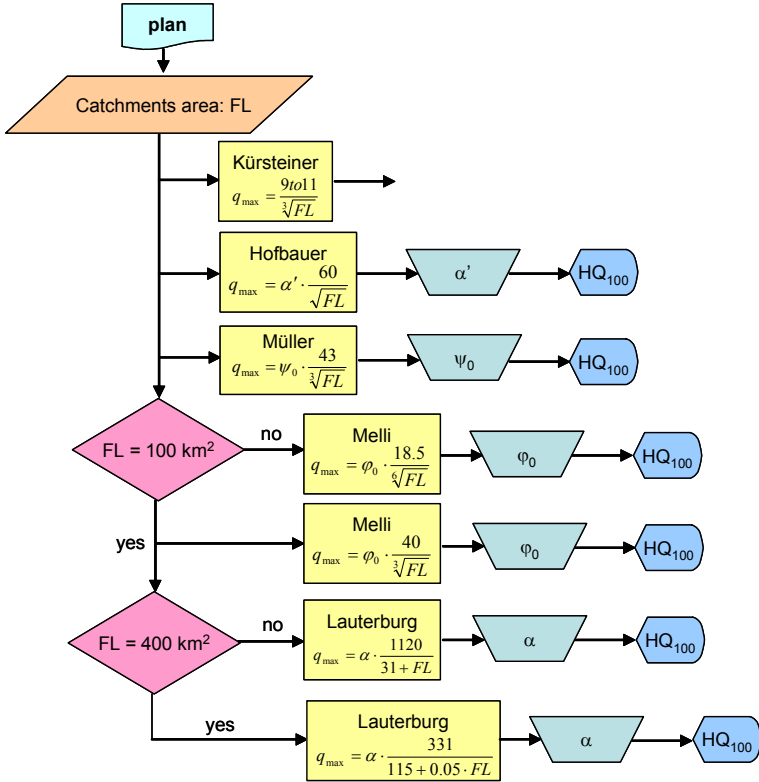 plan
Catchments area: FL
Kürsteiner
q_max = 9to11 / ∛FL
Hofbauer
q_max = α′ · 60 / √FL
α'
HQ₁₀₀
Müller
q_max = ψ₀ · 43 / ∛FL
ψ₀
HQ₁₀₀
FL = 100 km²
no
Melli
q_max = φ₀ · 18.5 / ⁶√FL
φ₀
HQ₁₀₀
yes
Melli
q_max = φ₀ · 40 / ∛FL
φ₀
HQ₁₀₀
FL = 400 km²
no
Lauterburg
q_max = α · 1120 / 31 + FL
α
HQ₁₀₀
yes
Lauterburg
q_max = α · 331 / 115 + 0.05 · FL
α
HQ₁₀₀